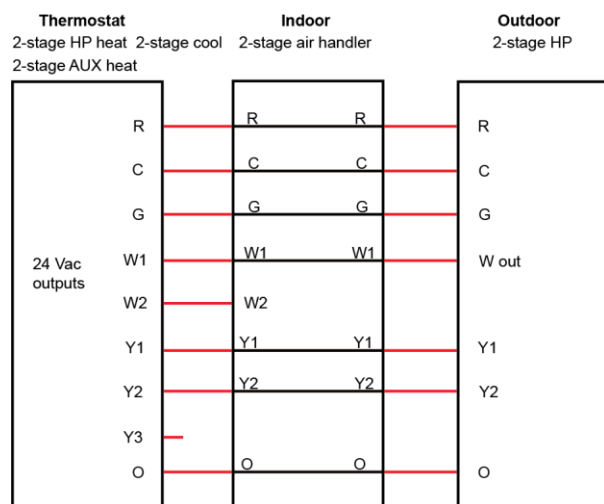 Thermostat Indoor Outdoor
2-stage HP heat 2-stage cool 2-stage air handler 2-stage HP
2-stage AUX heat
R R R R
C C C C
G G G G
W1 W1 W1 W out
24 Vac
outputs
W2 W2
Y1 Y1 Y1 Y1
Y2 Y2 Y2 Y2
Y3
O O O O